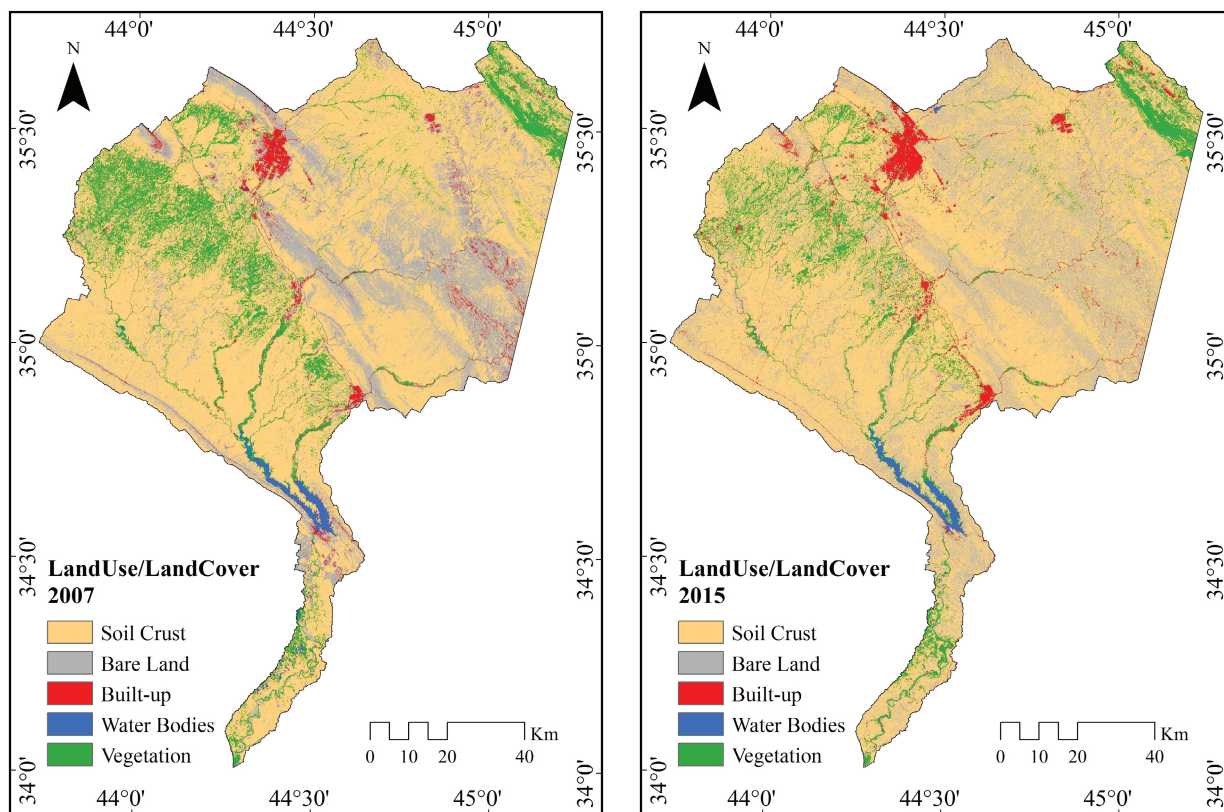 44°0'
44°30'
45°0'
N
35°30'
35°30'
35°0'
35°0'
34°30'
34°30'
34°0'
34°0'
LandUse/LandCover
2007
Soil Crust
Bare Land
Built-up
Water Bodies
Vegetation
Km
0 10 20 40
44°0'
44°30'
45°0'
44°0'
44°30'
45°0'
N
35°30'
35°30'
35°0'
35°0'
34°30'
34°30'
34°0'
34°0'
LandUse/LandCover
2015
Soil Crust
Bare Land
Built-up
Water Bodies
Vegetation
Km
0 10 20 40
44°0'
44°30'
45°0'